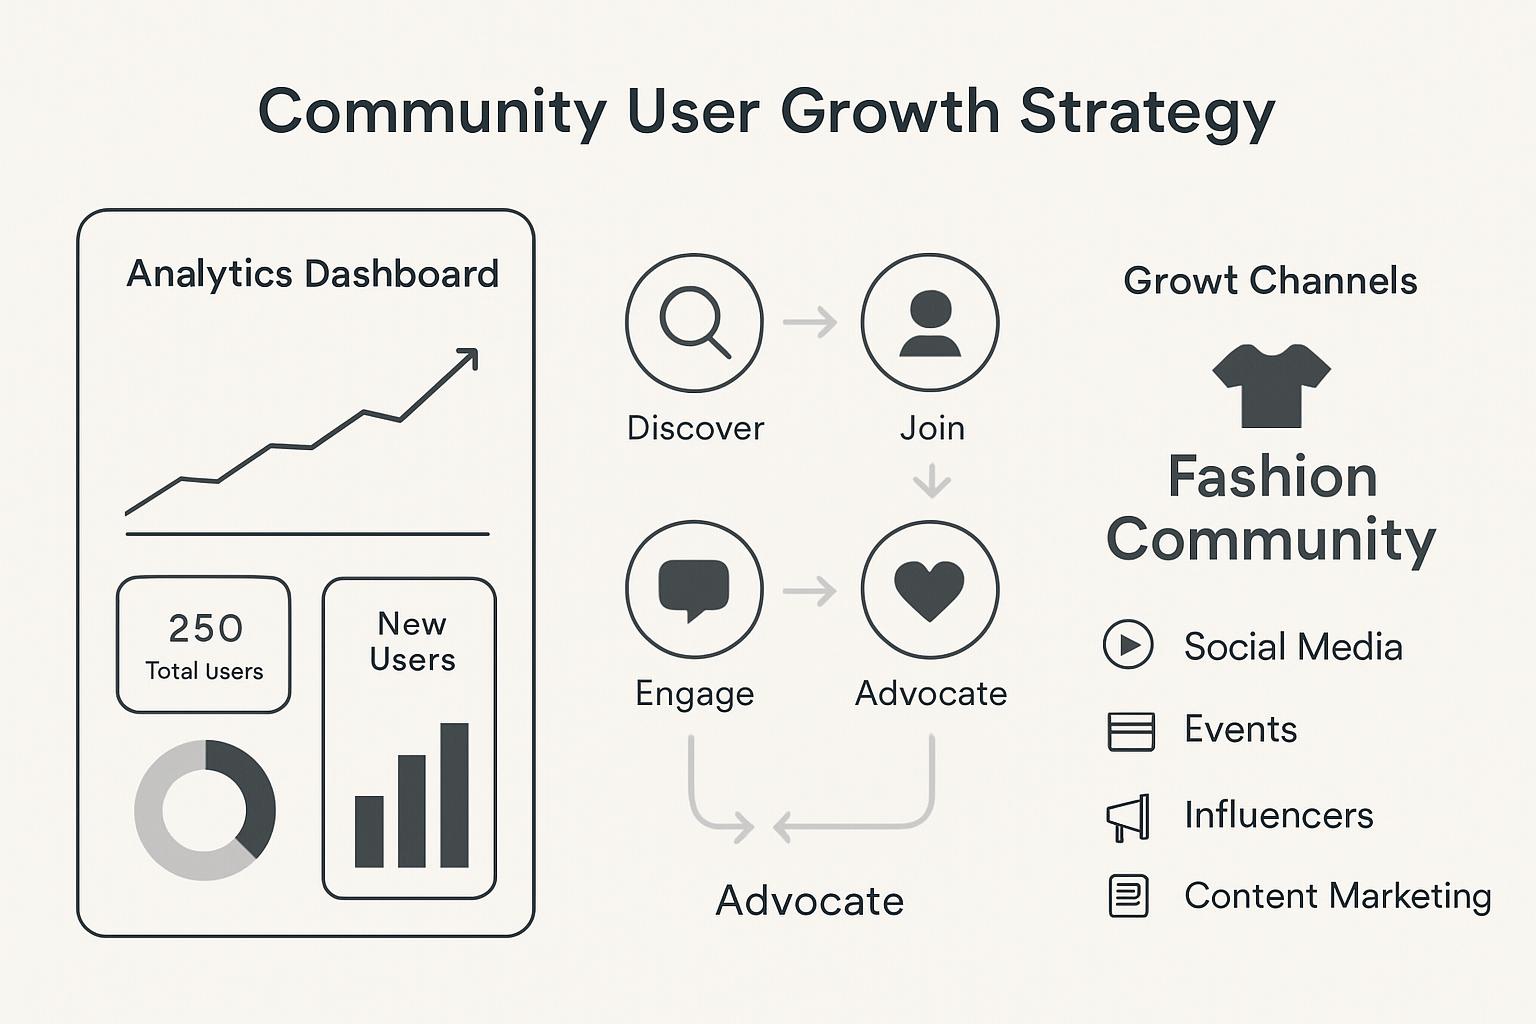 Community User Growth Strategy
Analytics Dashboard
250
Total users
New
Users
Discover
Join
Engage
Advocate
Advocate
Growt Channels
Fashion
Community
Social Media
Events
Influencers
Content Marketing